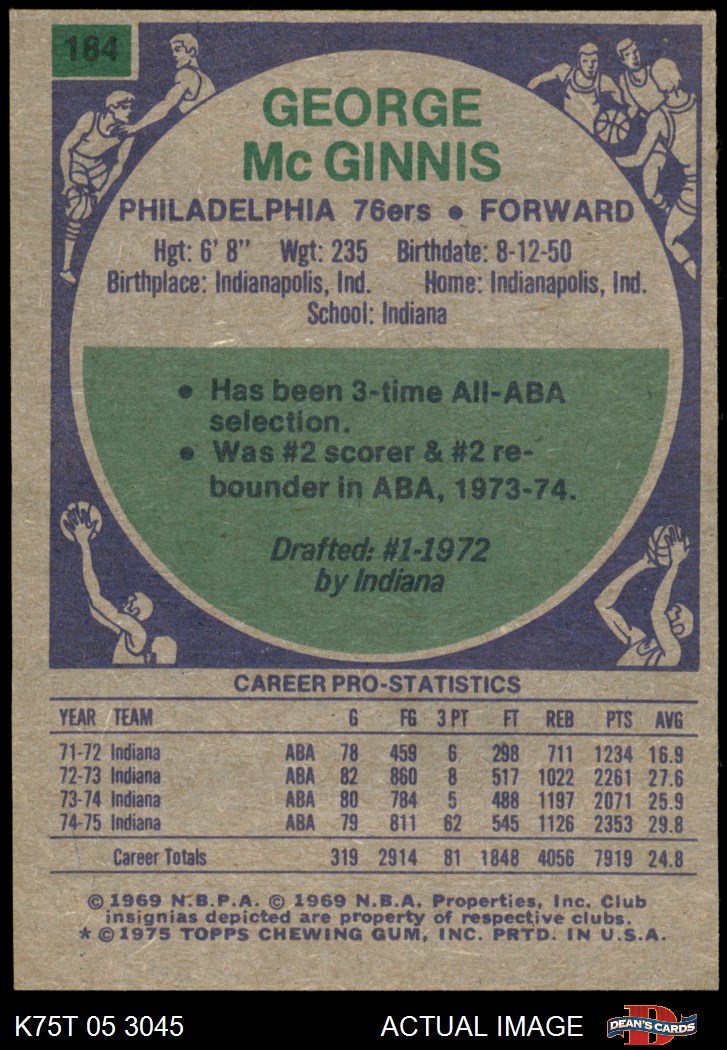 184
GEORGE
Mc GINNIS
PHILADELPHIA 76ers • FORWARD
Hgt: 6' 8" Wgt: 235 Birthdate: 8-12-50
Birthplace: Indianapolis, Ind. Home: Indianapolis, Ind.
School: Indiana
• Has been 3-time All-ABA
selection.
• Was #2 scorer & #2 re-
bounder in ABA, 1973-74.
Drafted: #1-1972
by Indiana
CAREER PRO-STATISTICS
YEAR TEAM G FG 3 PT FT REB PTS AVG
71-72 Indiana ABA 78 459 6 298 711 1234 16.9
72-73 Indiana ABA 82 860 8 517 1022 2261 27.6
73-74 Indiana ABA 80 784 5 488 1197 2071 25.9
74-75 Indiana ABA 79 811 62 545 1126 2353 29.8
Career Totals 319 2914 81 1848 4056 7919 24.8
© 1969 N.B.P.A. © 1969 N.B.A. Properties, Inc. Club
insignias depicted are property of respective clubs.
* © 1975 TOPPS CHEWING GUM, INC. PRTD. IN U.S.A.
K75T 05 3045 ACTUAL IMAGE D DEAN'S CARDS